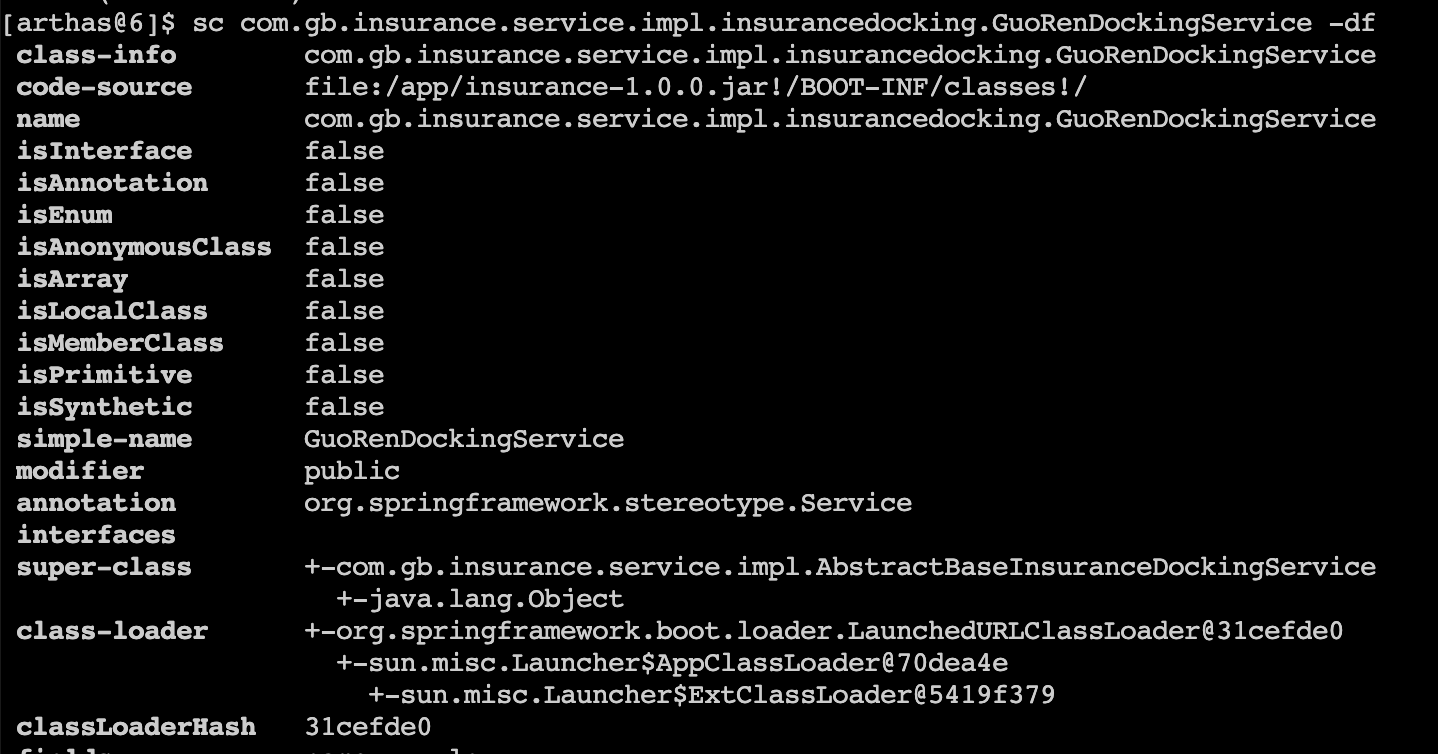 [arthas@6]$ sc com.gb.insurance.service.impl.insurancedocking.GuoRenDockingService -df
class-info com.gb.insurance.service.impl.insurancedocking.GuoRenDockingService
code-source file:/app/insurance-1.0.0.jar!/BOOT-INF/classes!/
name com.gb.insurance.service.impl.insurancedocking.GuoRenDockingService
isInterface false
isAnnotation false
isEnum false
isAnonymousClass false
isArray false
isLocalClass false
isMemberClass false
isPrimitive false
isSynthetic false
simple-name GuoRenDockingService
modifier public
annotation org.springframework.stereotype.Service
interfaces
super-class +-com.gb.insurance.service.impl.AbstractBaseInsuranceDockingService
+-java.lang.Object
class-loader +-org.springframework.boot.loader.LaunchedURLClassLoader@31cefde0
+-sun.misc.Launcher$AppClassLoader@70dea4e
+-sun.misc.Launcher$ExtClassLoader@5419f379
classLoaderHash 31cefde0